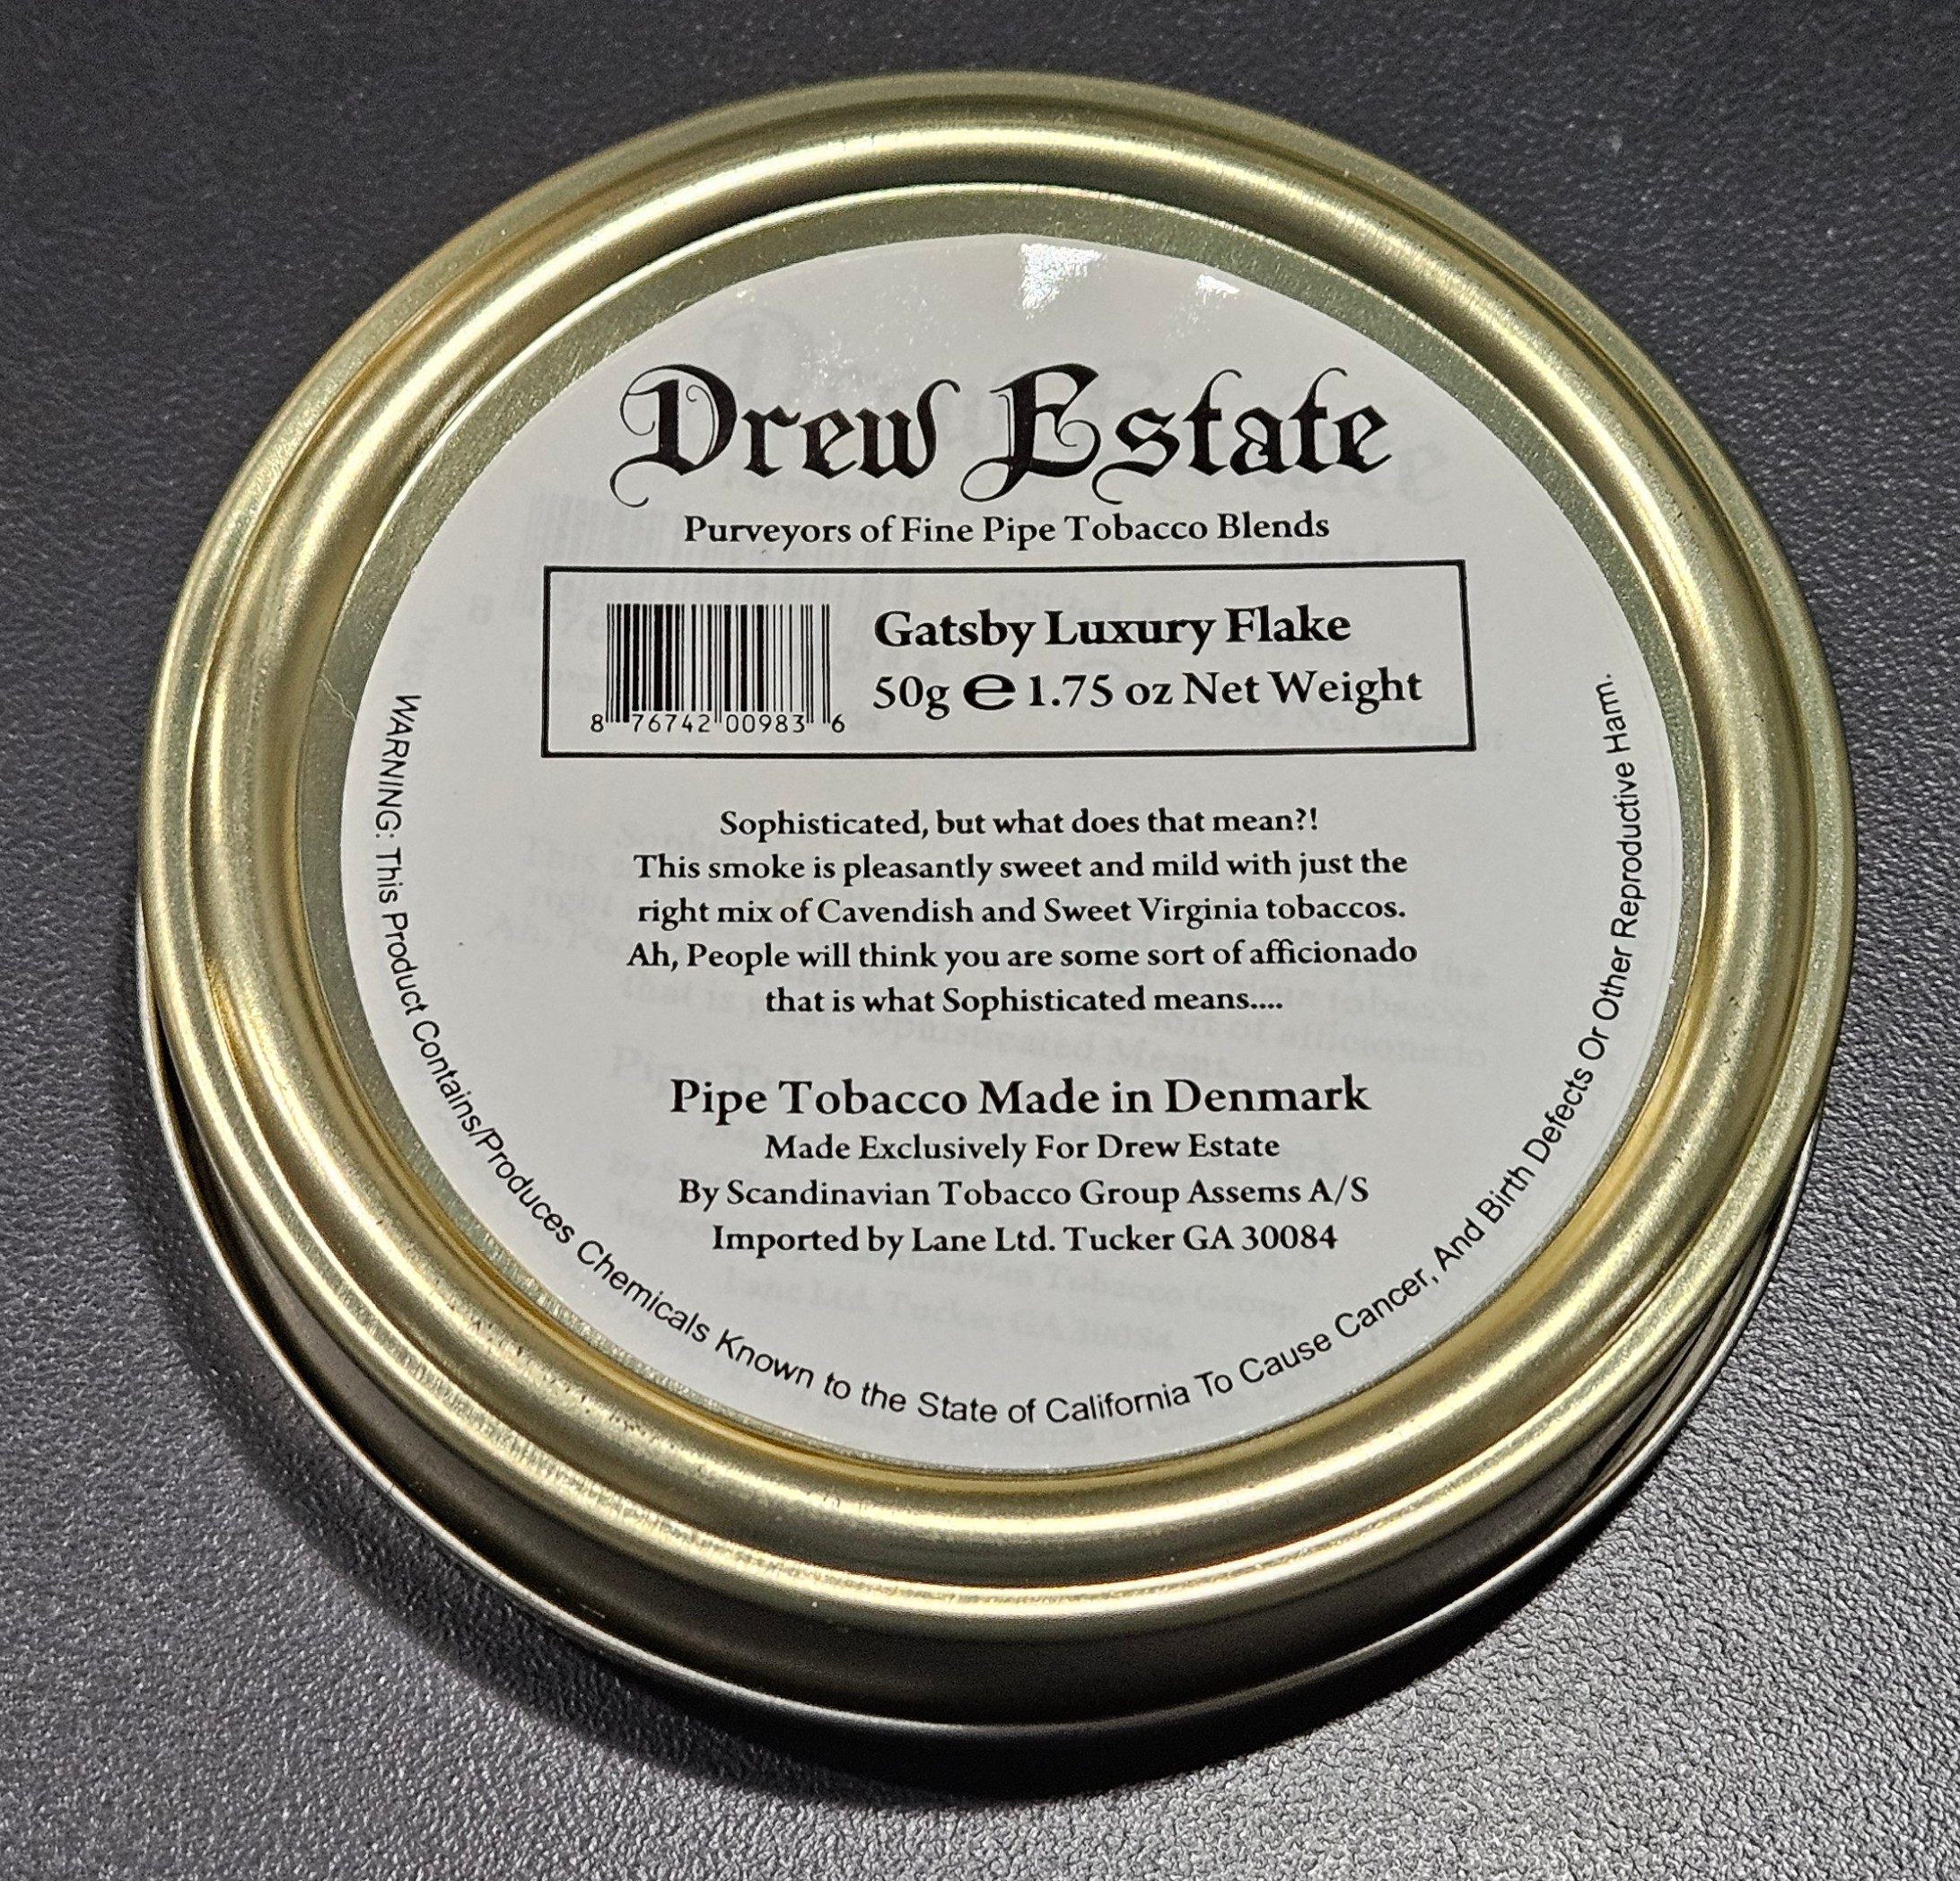 Drew Estate
Purveyors of Fine Pipe Tobacco Blends
Gatsby Luxury Flake
50g ℮ 1.75 oz Net Weight
8 76742 00983 6
Sophisticated, but what does that mean?!
This smoke is pleasantly sweet and mild with just the
right mix of Cavendish and Sweet Virginia tobaccos.
Ah, People will think you are some sort of afficionado
that is what Sophisticated means....
Pipe Tobacco Made in Denmark
Made Exclusively For Drew Estate
By Scandinavian Tobacco Group Assems A/S
Imported by Lane Ltd. Tucker GA 30084
WARNING: This Product Contains/Produces Chemicals Known to the State of California To Cause Cancer, And Birth Defects Or Other Reproductive Harm.